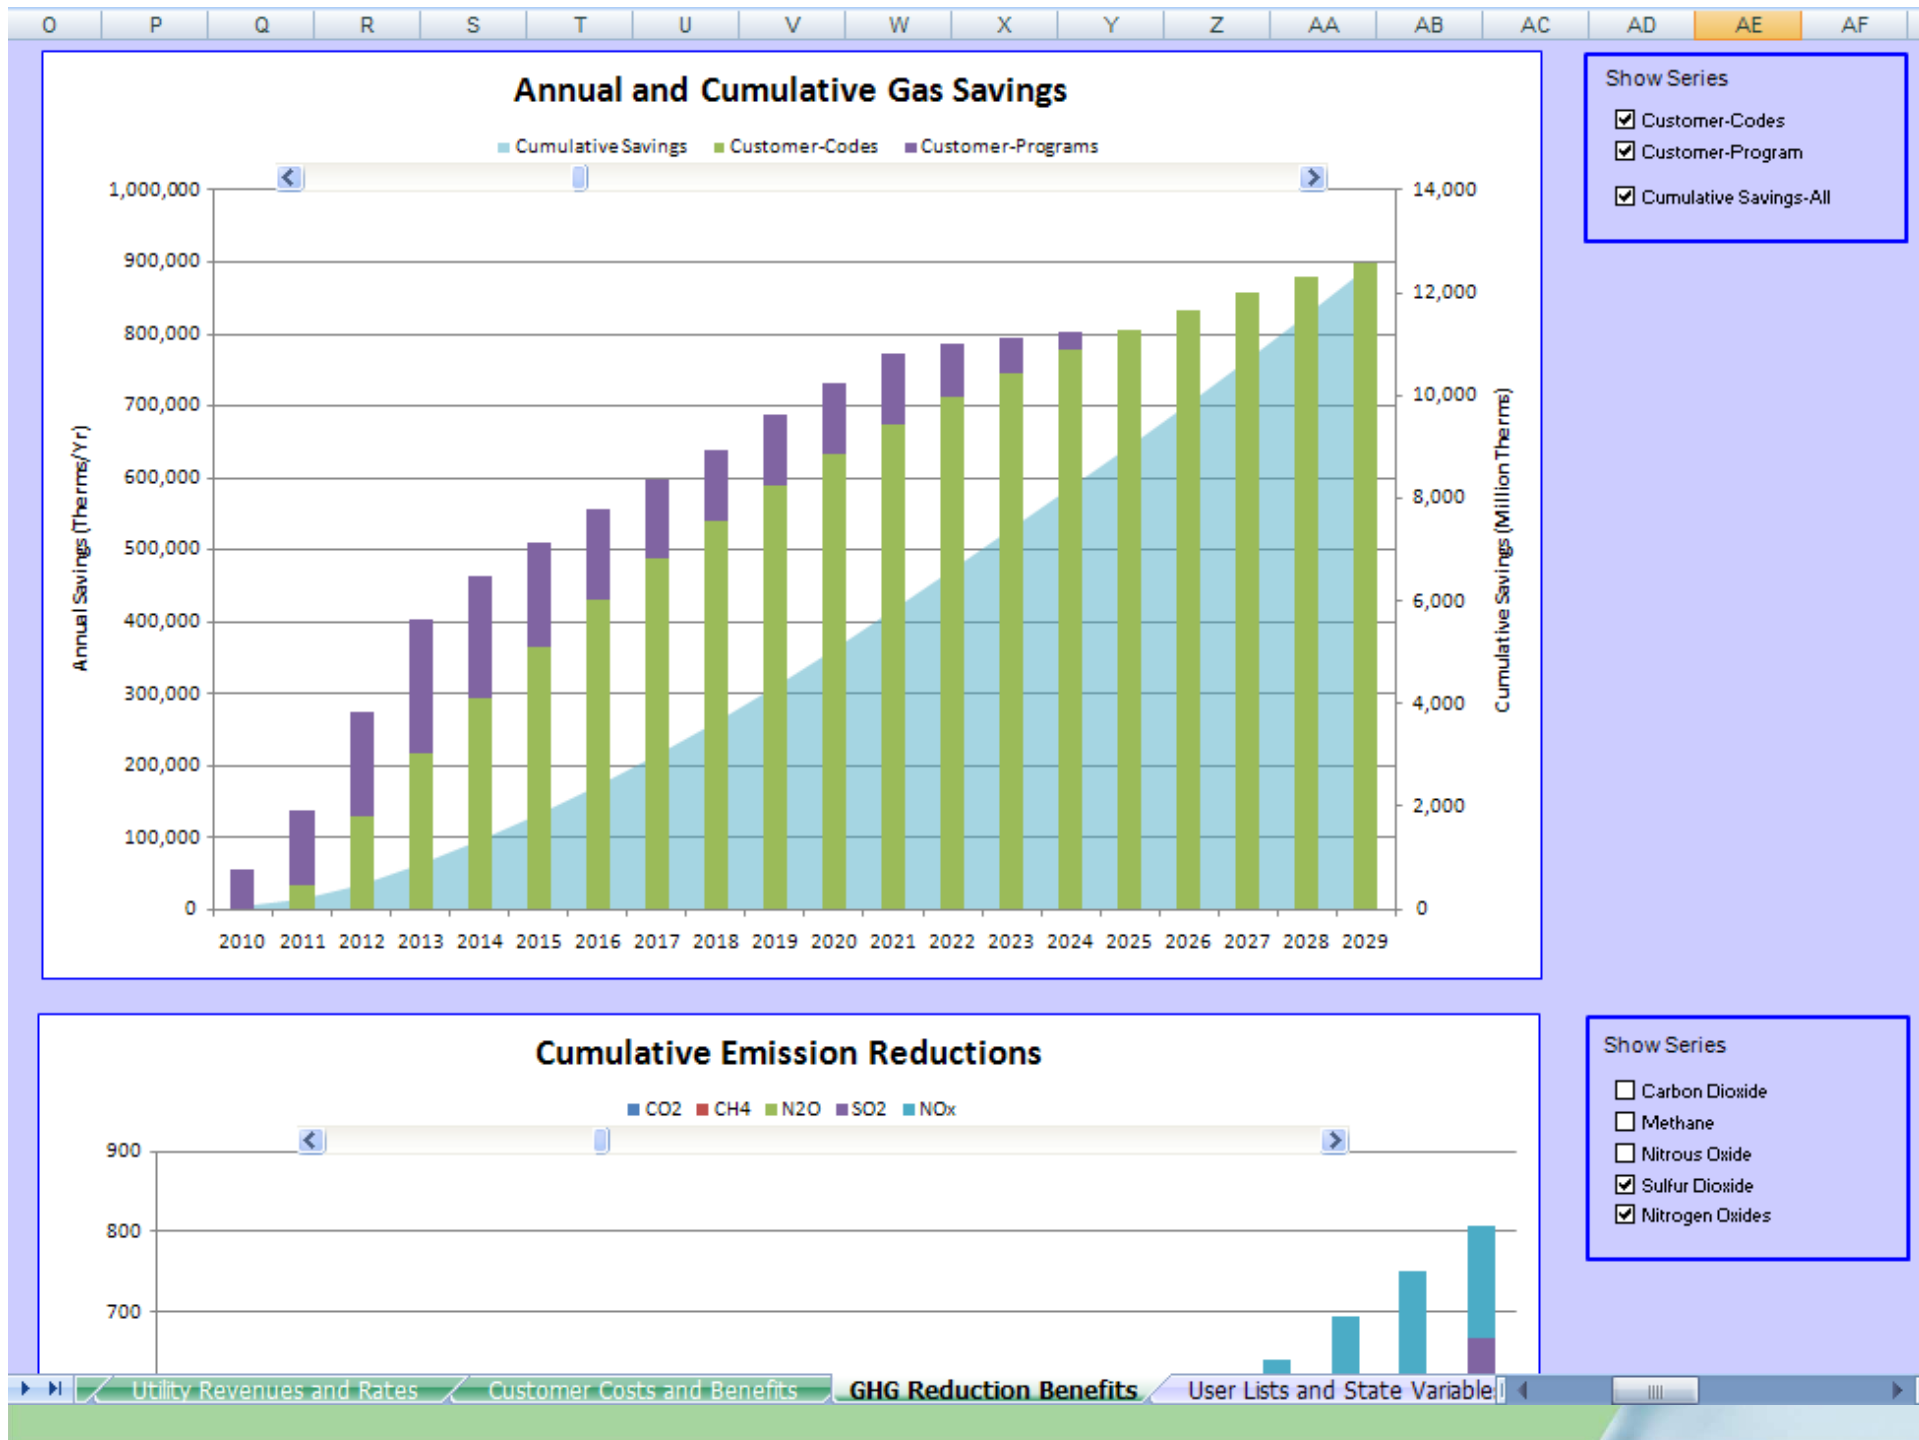 O P Q R S T U V W X Y Z AA AB AC AD AE AF
Annual and Cumulative Gas Savings
Cumulative Savings Customer-Codes Customer-Programs
1,000,000
900,000
800,000
700,000
600,000
500,000
400,000
300,000
200,000
100,000
0
Annual Savings (Therms/Yr)
14,000
12,000
10,000
8,000
6,000
4,000
2,000
0
Cumulative Savings (Million Therms)
2010 2011 2012 2013 2014 2015 2016 2017 2018 2019 2020 2021 2022 2023 2024 2025 2026 2027 2028 2029
Show Series
Customer-Codes
Customer-Program
Cumulative Savings-All
Cumulative Emission Reductions
CO2 CH4 N2O SO2 NOx
900
800
700
Show Series
Carbon Dioxide
Methane
Nitrous Oxide
Sulfur Dioxide
Nitrogen Oxides
Utility Revenues and Rates Customer Costs and Benefits GHG Reduction Benefits User Lists and State Variable